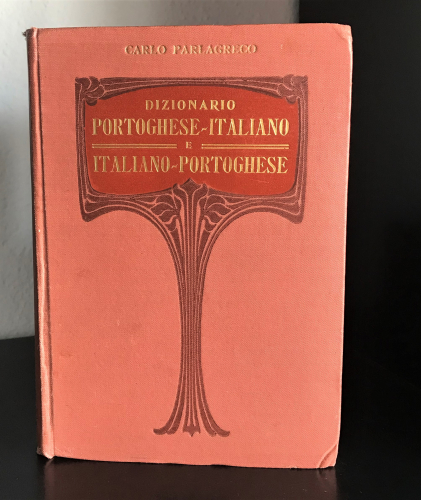 CARLO PARLAGRECO
DIZIONARIO
PORTOGHESE-ITALIANO
E
ITALIANO-PORTOGHESE